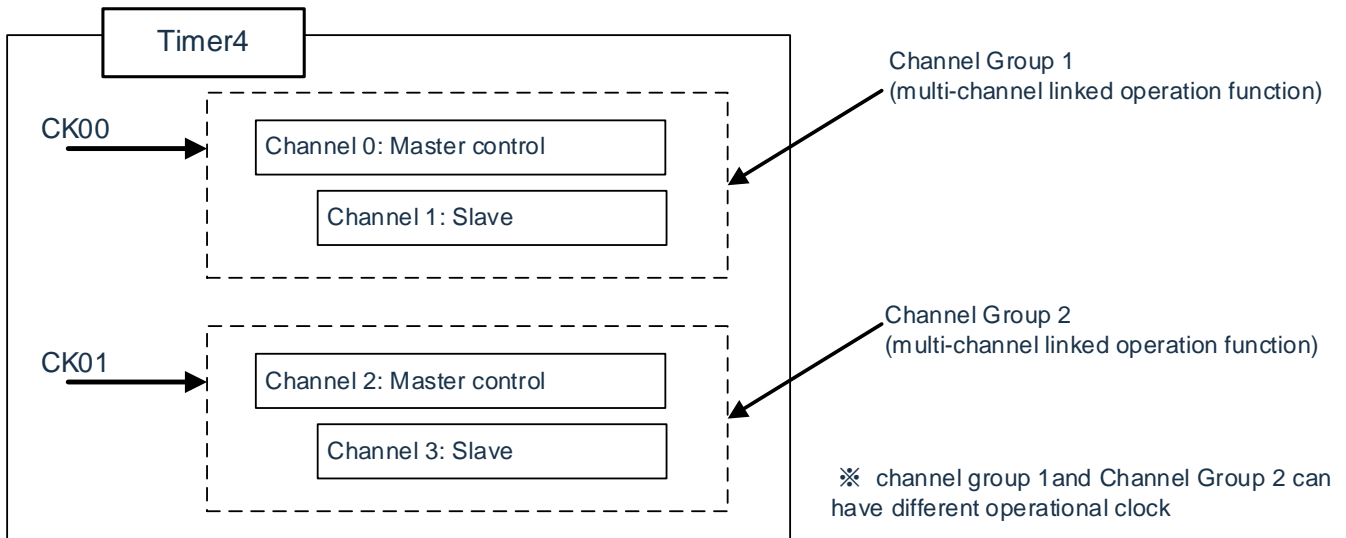 Timer4
Channel Group 1
(multi-channel linked operation function)
CK00
Channel 0: Master control
Channel 1: Slave
Channel Group 2
(multi-channel linked operation function)
CK01
Channel 2: Master control
Channel 3: Slave
※ channel group 1and Channel Group 2 can
have different operational clock